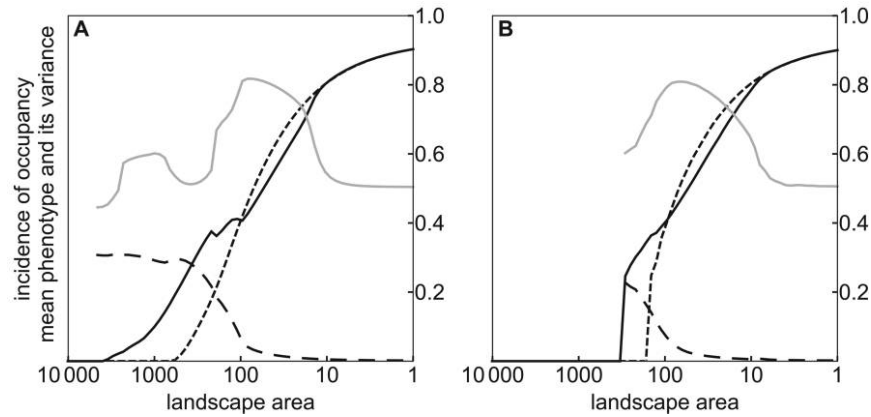 incidence of occupancy
mean phenotype and its variance
A
1.0
0.8
0.6
0.4
0.2
10 000 1000 100 10 1
landscape area
B
1.0
0.8
0.6
0.4
0.2
10 000 1000 100 10 1
landscape area